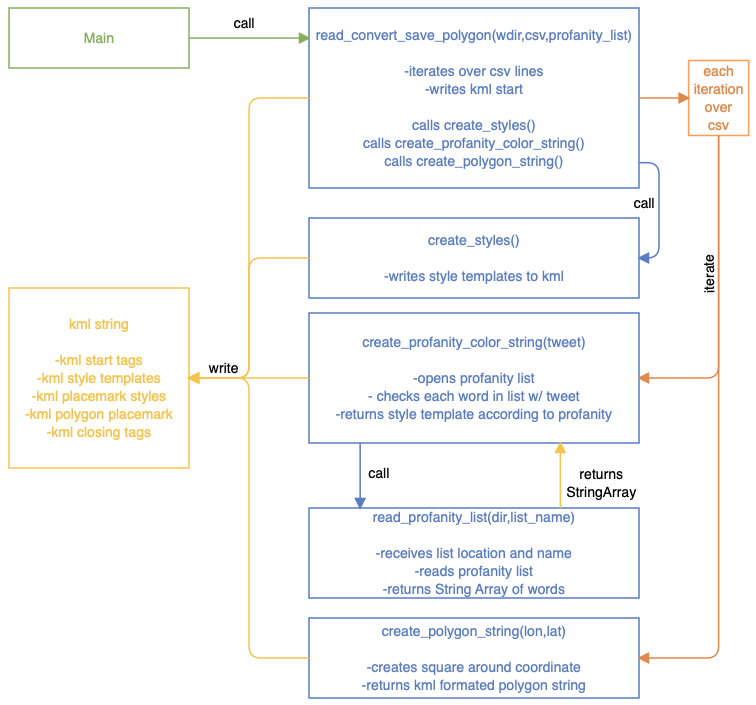 Main
call
read_convert_save_polygon(wdir,csv,profanity_list)
-iterates over csv lines
-writes kml start
calls create_styles()
calls create_profanity_color_string()
calls create_polygon_string()
each
iteration
over
csv
call
create_styles()
-writes style templates to kml
iterate
kml string
-kml start tags
-kml style templates
-kml placemark styles
-kml polygon placemark
-kml closing tags
write
create_profanity_color_string(tweet)
-opens profanity list
- checks each word in list w/ tweet
-returns style template according to profanity
call
returns
StringArray
read_profanity_list(dir,list_name)
-receives list location and name
-reads profanity list
-returns String Array of words
create_polygon_string(lon,lat)
-creates square around coordinate
-returns kml formated polygon string